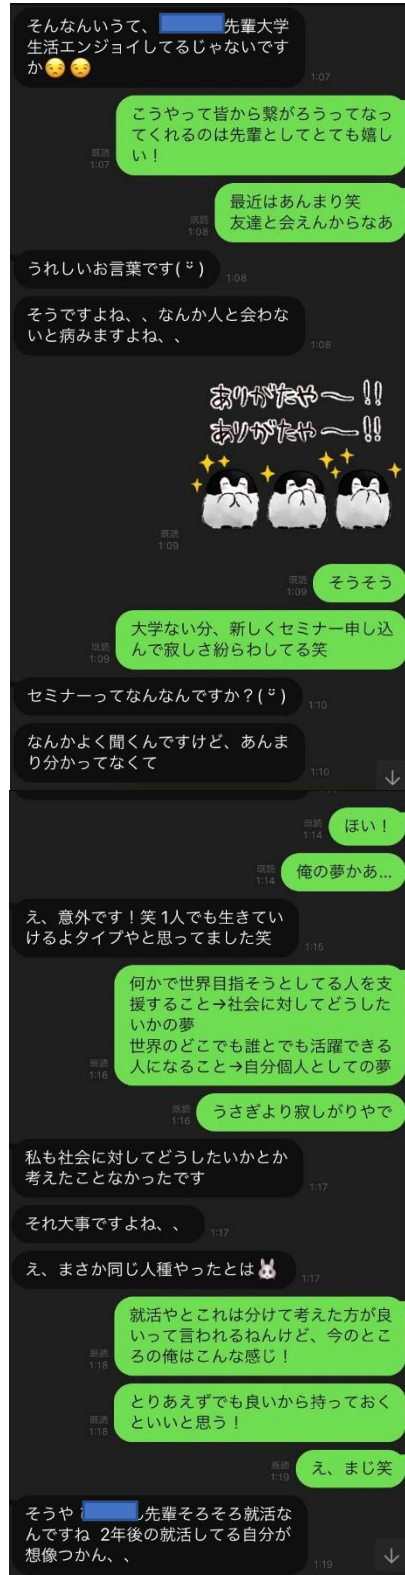 そんなんいうて、
先輩大学
生活エンジョイしてるじゃないです
か😒😒
1:07
こうやって皆から繋がろうってなっ
てくれるのは先輩としてとても嬉し
い！
既読
1:07
最近はあんまり笑
友達と会えんからなあ
既読
1:08
うれしいお言葉です( ᵕ̈ )
1:08
そうですよね、、なんか人と会わな
いと病みますよね、、
1:08
ありがたや〜!!
ありがたや〜!!
既読
1:09
そうそう
既読
1:09
大学ない分、新しくセミナー申し込
んで寂しさ紛らわしてる笑
既読
1:09
セミナーってなんなんですか？( ᵕ̈ )
1:10
なんかよく聞くんですけど、あんま
り分かってなくて
1:10
ほい！
既読
1:14
俺の夢かあ...
既読
1:14
え、意外です！笑 1人でも生きてい
けるよタイプやと思ってました笑
1:15
何かで世界目指そうとしてる人を支
援すること→社会に対してどうした
いかの夢
世界のどこでも誰とでも活躍できる
人になること→自分個人としての夢
既読
1:16
うさぎより寂しがりやで
既読
1:16
私も社会に対してどうしたいかとか
考えたことなかったです
1:17
それ大事ですよね、、
1:17
え、まさか同じ人種やったとは🐰
1:17
就活やとこれは分けて考えた方が良
いって言われるねんけど、今のとこ
ろの俺はこんな感じ！
既読
1:18
とりあえずでも良いから持っておく
といいと思う！
既読
1:18
え、まじ笑
既読
1:19
そうや
先輩そろそろ就活な
んですね 2年後の就活してる自分が
想像つかん、、
1:19